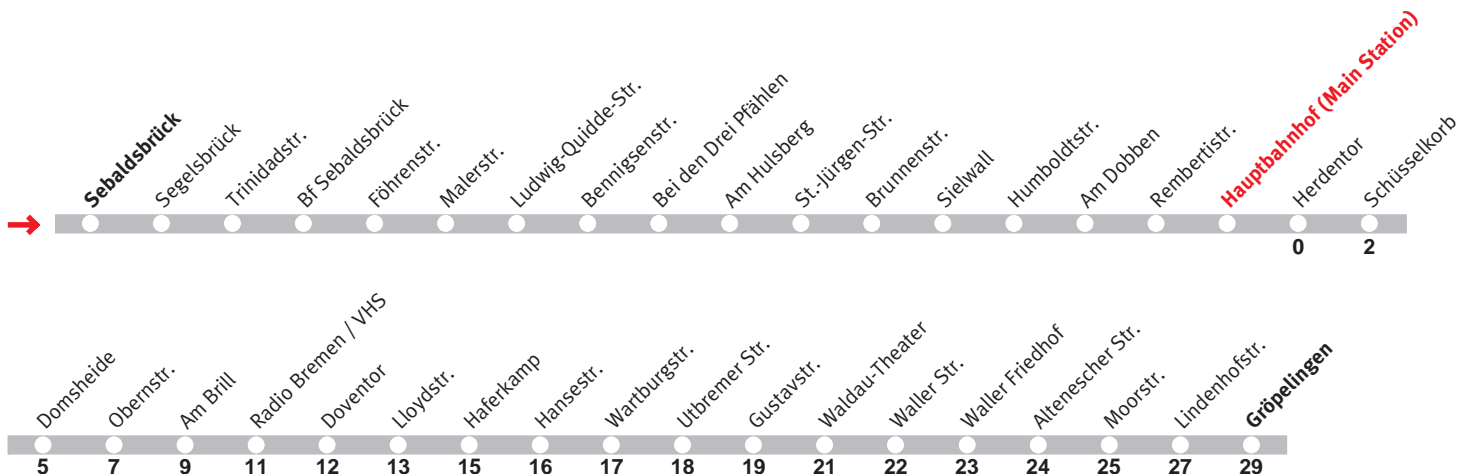 Sebaldsbrück
Segelsbrück
Trinidadstr.
Bf Sebaldsbrück
Föhrenstr.
Malerstr.
Ludwig-Quidde-Str.
Bennigsenstr.
Bei den Drei Pfählen
Am Hulsberg
St.-Jürgen-Str.
Brunnenstr.
Sielwall
Humboldtstr.
Am Dobben
Rembertistr.
Hauptbahnhof (Main Station)
Herdentor
0
Schüsselkorb
2
Domsheide
5
Obernstr.
7
Am Brill
9
Radio Bremen / VHS
11
Doventor
12
Lloydstr.
13
Haferkamp
15
Hansestr.
16
Wartburgstr.
17
Utbremer Str.
18
Gustavstr.
19
Waldau-Theater
21
Waller Str.
22
Waller Friedhof
23
Altenescher Str.
24
Moorstr.
25
Lindenhofstr.
27
Gröpelingen
29